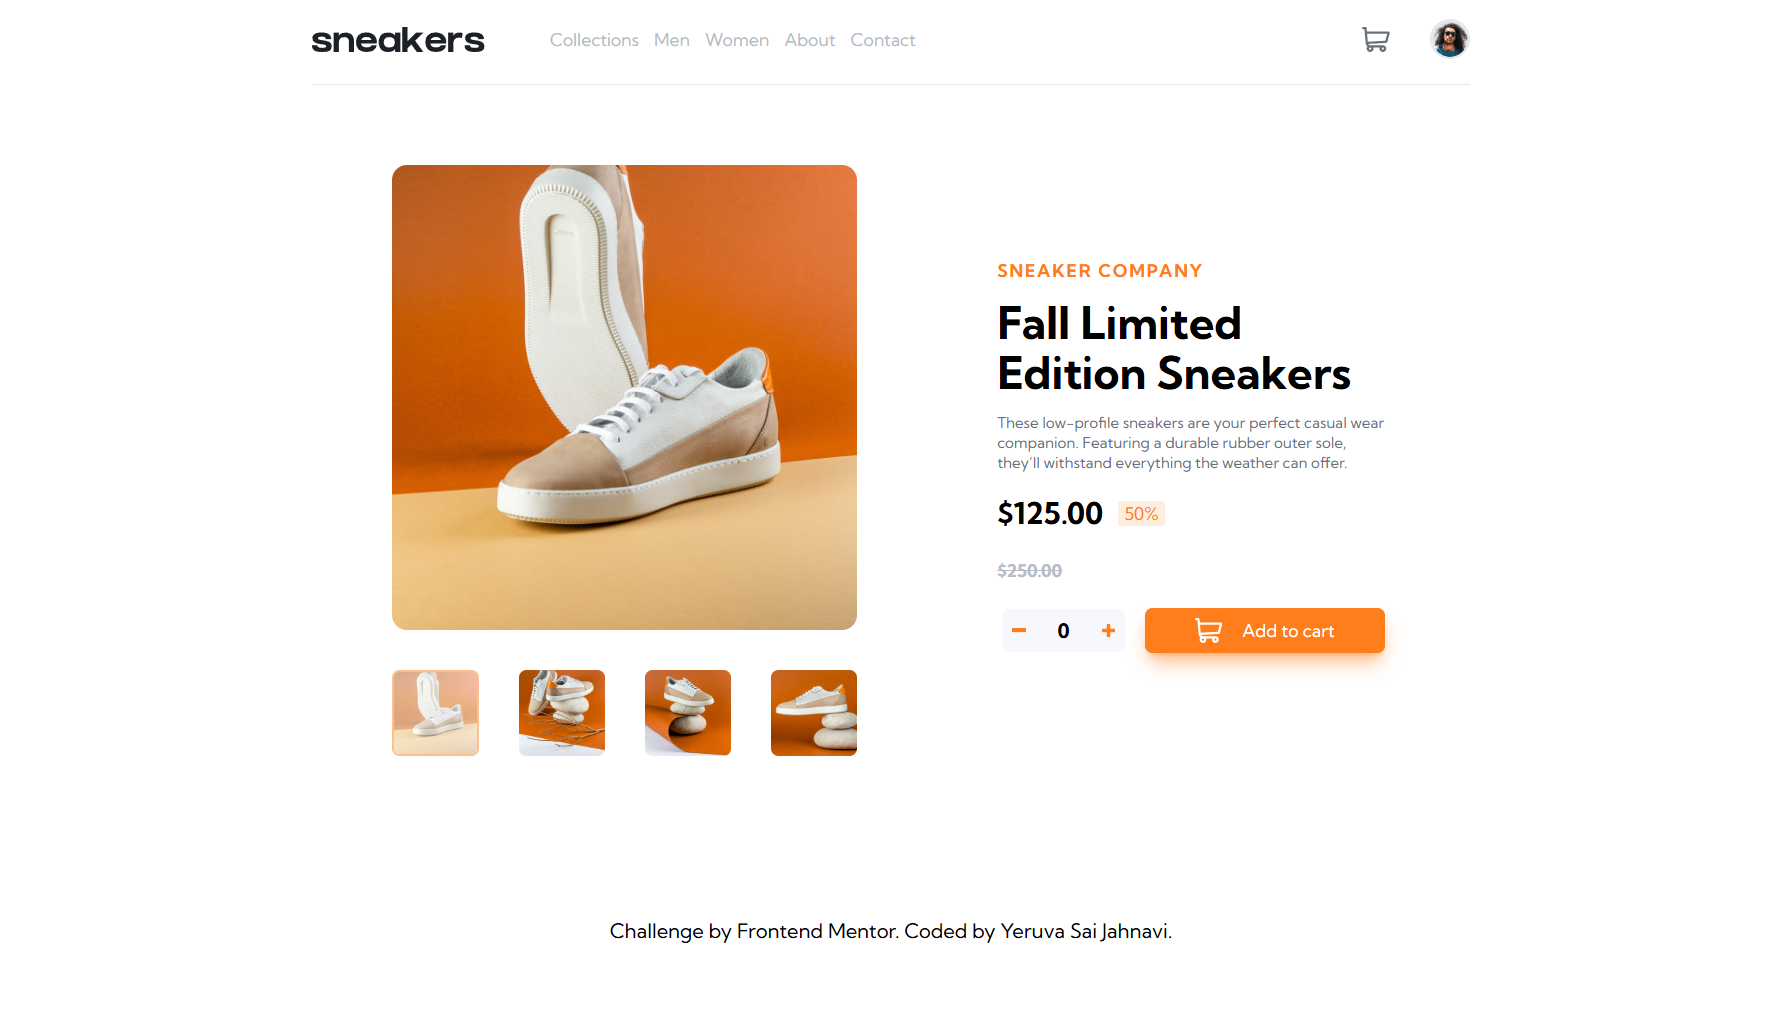 sneakers
Collections Men Women About Contact
SNEAKER COMPANY
Fall Limited
Edition Sneakers
These low-profile sneakers are your perfect casual wear
companion. Featuring a durable rubber outer sole,
they'll withstand everything the weather can offer.
$125.00 50%
$250.00
0
Add to cart
Challenge by Frontend Mentor. Coded by Yeruva Sai Jahnavi.